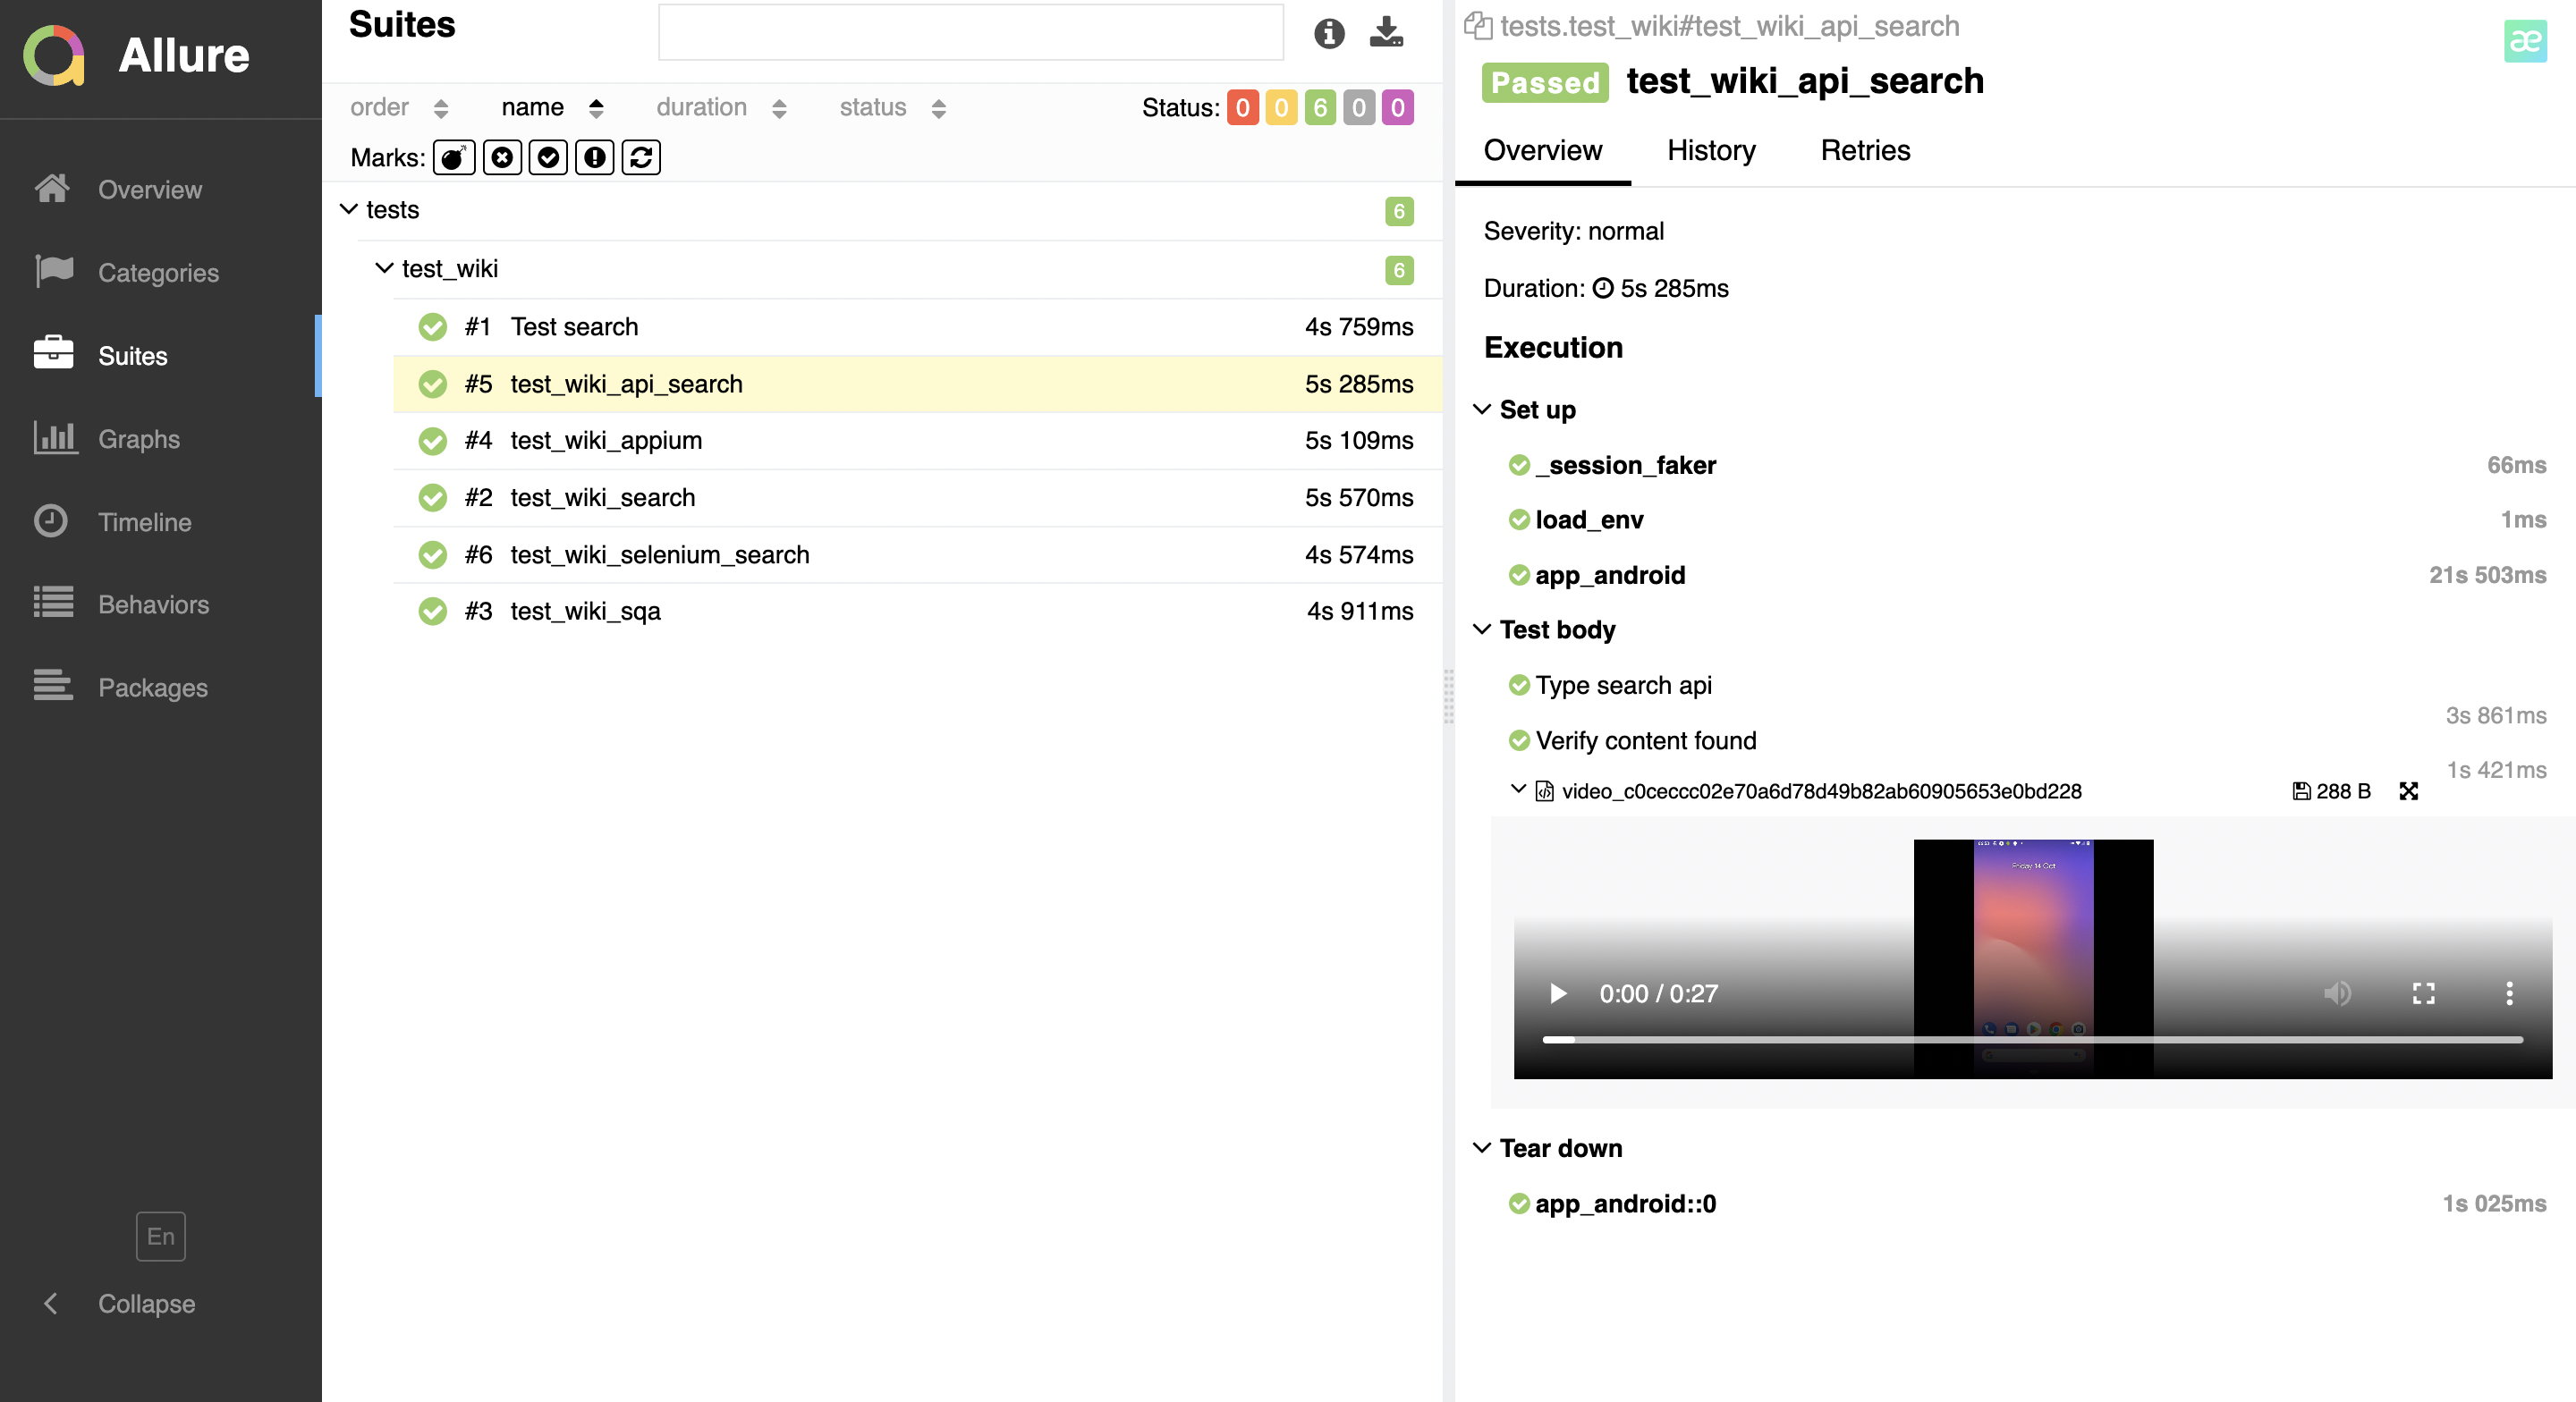 Allure
Overview
Categories
Suites
Graphs
Timeline
Behaviors
Packages
En
Collapse
Suites
order name duration status Status: 0 0 6 0 0
Marks:
tests 6
test_wiki 6
#1 Test search 4s 759ms
#5 test_wiki_api_search 5s 285ms
#4 test_wiki_appium 5s 109ms
#2 test_wiki_search 5s 570ms
#6 test_wiki_selenium_search 4s 574ms
#3 test_wiki_sqa 4s 911ms
tests.test_wiki#test_wiki_api_search
æ
Passed test_wiki_api_search
Overview History Retries
Severity: normal
Duration: 5s 285ms
Execution
Set up
_session_faker 66ms
load_env 1ms
app_android 21s 503ms
Test body
Type search api
3s 861ms
Verify content found
1s 421ms
video_c0ceccc02e70a6d78d49b82ab60905653e0bd228 288 B
Friday 14 Oct
0:00 / 0:27
Tear down
app_android::0 1s 025ms